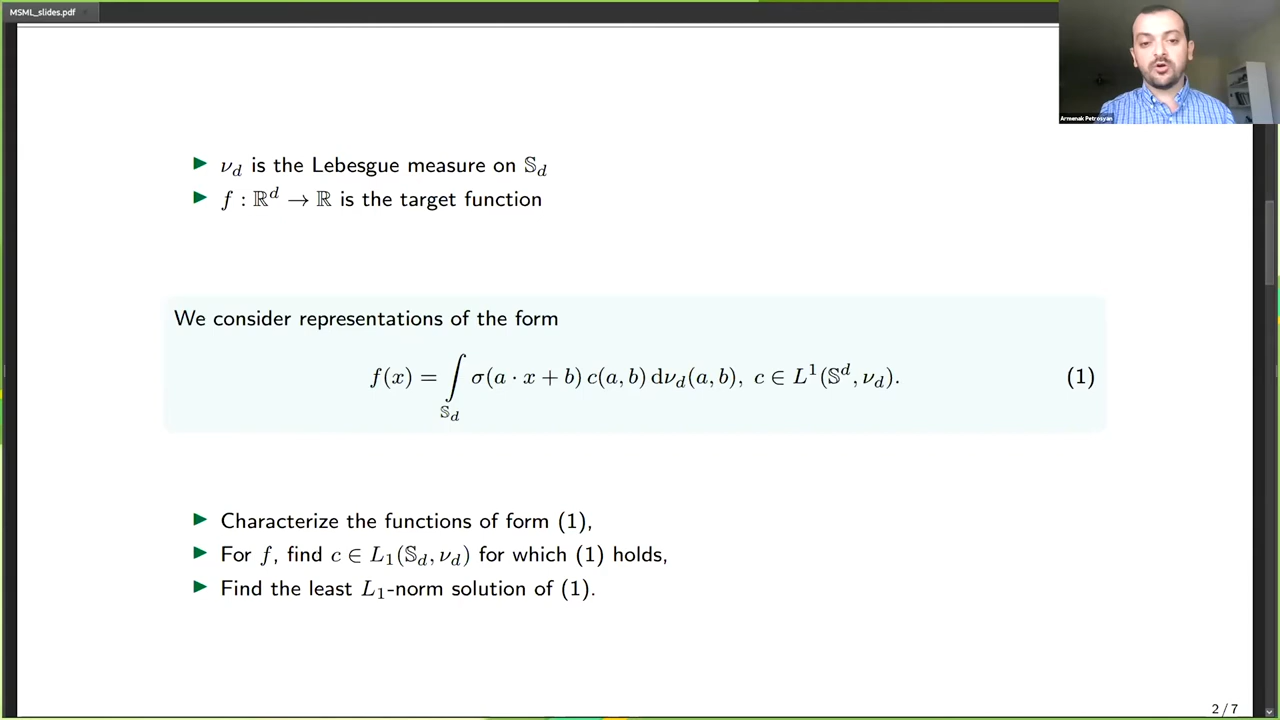 MSML_slides.pdf
Armenak Petrosyan
▶ ν_d is the Lebesgue measure on 𝕊_d
▶ f : ℝ^d → ℝ is the target function
We consider representations of the form
f(x) = ∫_{𝕊_d} σ(a · x + b) c(a, b) dν_d(a, b), c ∈ L^1(𝕊^d, ν_d). (1)
▶ Characterize the functions of form (1),
▶ For f, find c ∈ L_1(𝕊_d, ν_d) for which (1) holds,
▶ Find the least L_1-norm solution of (1).
2 / 7